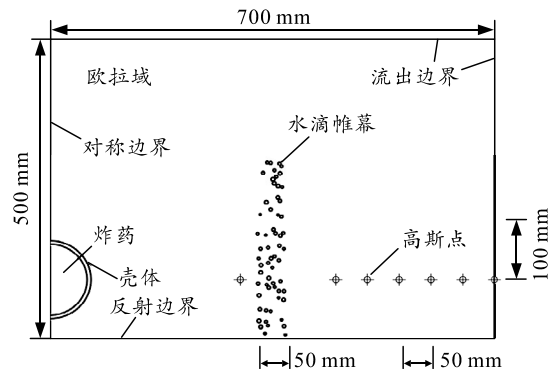 700 mm
欧拉域
流出边界
水滴帷幕
对称边界
500 mm
炸药
高斯点
100 mm
壳体
反射边界
50 mm
50 mm